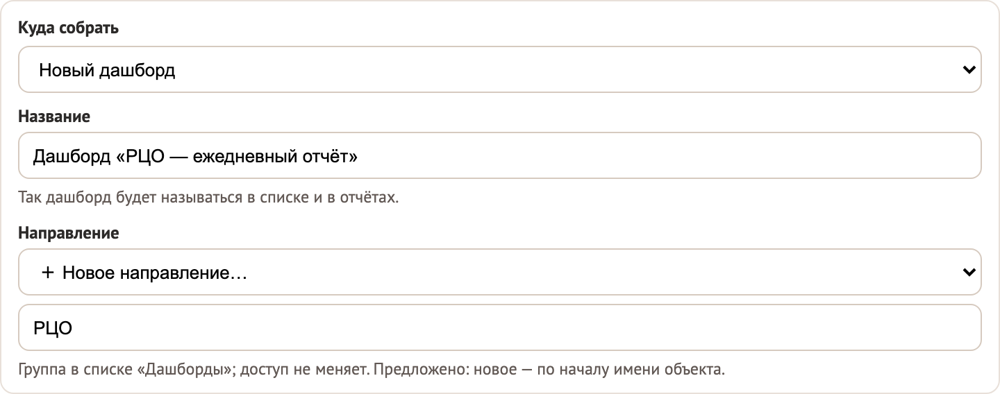 Куда собрать
Новый дашборд
Название
Дашборд «РЦО — ежедневный отчёт»
Так дашборд будет называться в списке и в отчётах.
Направление
+ Новое направление…
РЦО
Группа в списке «Дашборды»; доступ не меняет. Предложено: новое — по началу имени объекта.